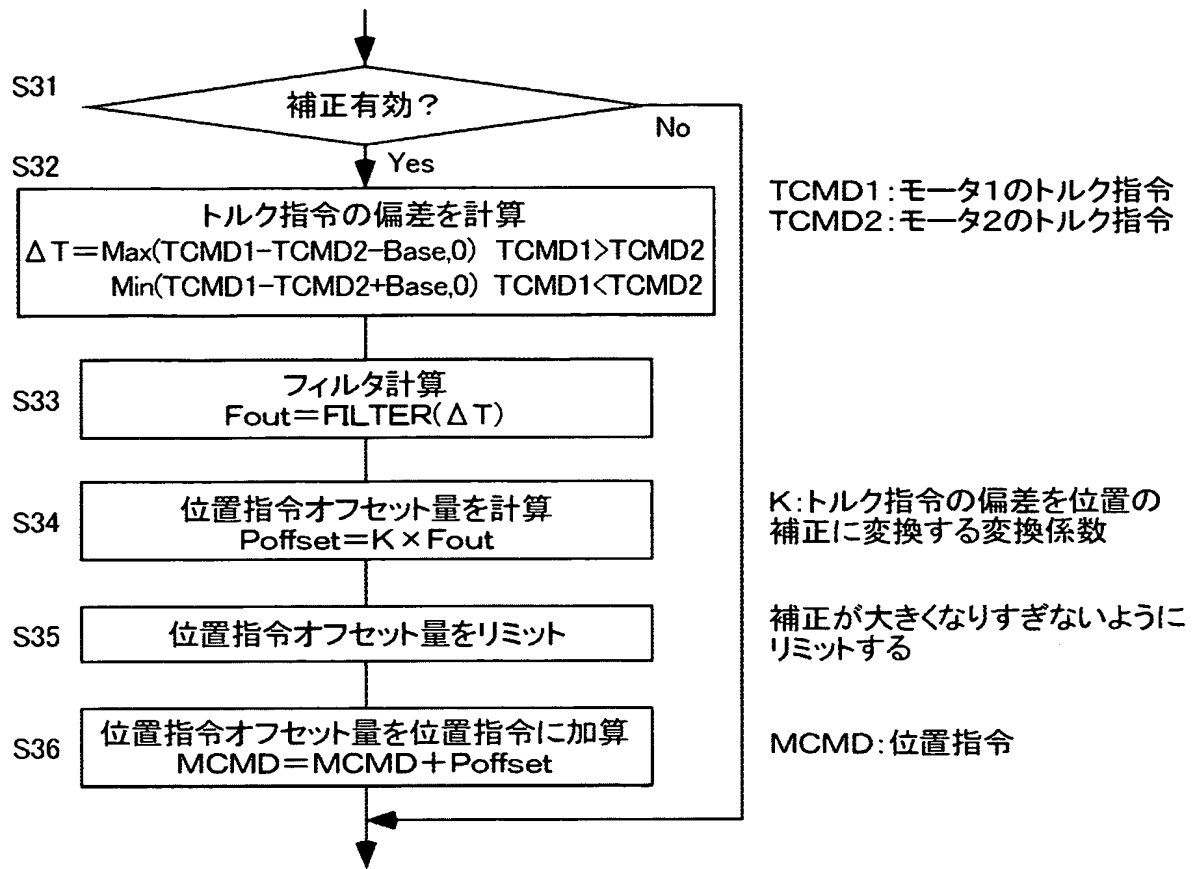 S31
補正有効？
No
Yes
S32
トルク指令の偏差を計算
ΔT＝Max(TCMD1−TCMD2−Base,0) TCMD1>TCMD2
Min(TCMD1−TCMD2+Base,0) TCMD1<TCMD2
TCMD1：モータ1のトルク指令
TCMD2：モータ2のトルク指令
S33
フィルタ計算
Fout＝FILTER(ΔT)
S34
位置指令オフセット量を計算
Poffset＝K×Fout
K：トルク指令の偏差を位置の
補正に変換する変換係数
S35
位置指令オフセット量をリミット
補正が大きくなりすぎないように
リミットする
S36
位置指令オフセット量を位置指令に加算
MCMD＝MCMD＋Poffset
MCMD：位置指令